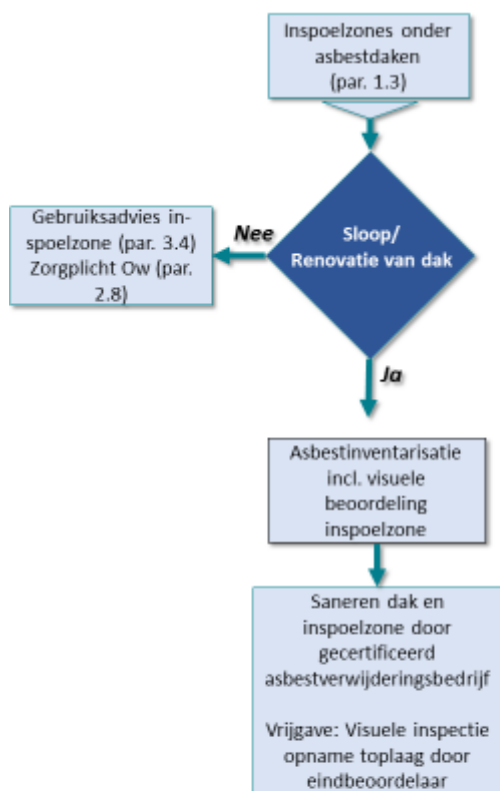 Inspoelzones onder
asbestdaken
(par. 1.3)
Sloop/
Renovatie van dak
Nee
Gebruiksadvies in-
spoelzone (par. 3.4)
Zorgplicht Ow (par.
2.8)
Ja
Asbestinventarisatie
incl. visuele
beoordeling
inspoelzone
Saneren dak en
inspoelzone door
gecertificeerd
asbestverwijderingsbedrijf
Vrijgave: Visuele inspectie
opname toplaag door
eindbeoordelaar